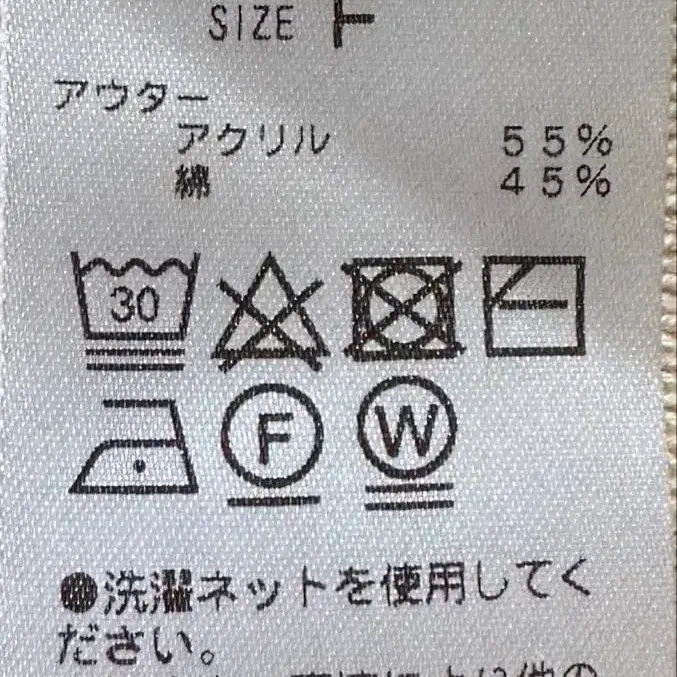 SIZE F
アウター
アクリル 55%
綿 45%
30
F W
●洗濯ネットを使用してく
ださい。